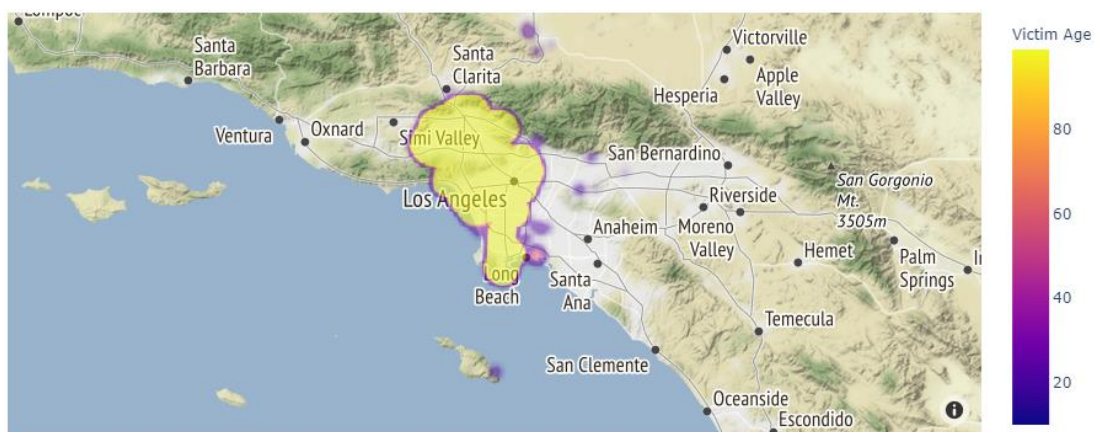 Lompoc
Santa
Barbara
Ventura
Oxnard
Santa
Clarita
Simi Valley
Los Angeles
Long
Beach
Victorville
Apple
Valley
Hesperia
San Bernardino
San Gorgonio
Mt.
3505m
Riverside
Moreno
Valley
Anaheim
Santa
Ana
Hemet
Palm
Springs
Temecula
San Clemente
Oceanside
Escondido
i
Victim Age
80
60
40
20